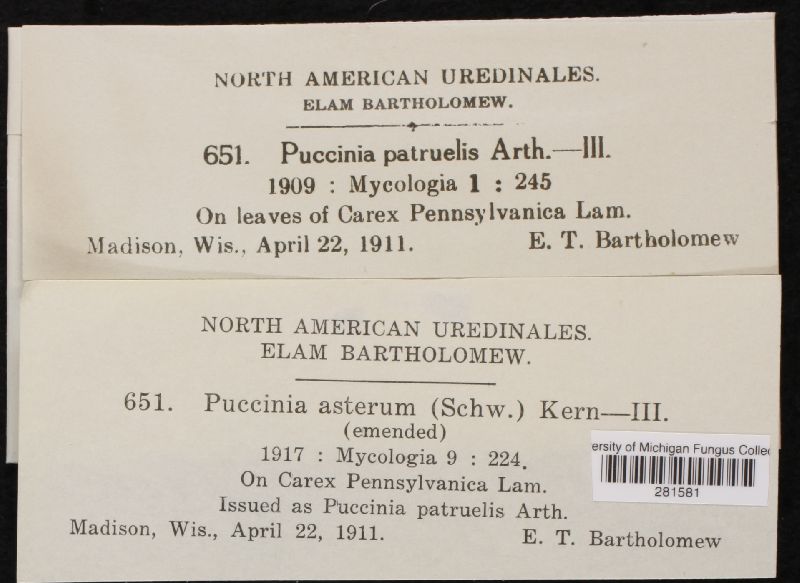 NORTH AMERICAN UREDINALES.
ELAM BARTHOLOMEW.
651. Puccinia patruelis Arth.—III.
1909 : Mycologia 1 : 245
On leaves of Carex Pennsylvanica Lam.
Madison, Wis., April 22, 1911. E. T. Bartholomew
NORTH AMERICAN UREDINALES.
ELAM BARTHOLOMEW.
651. Puccinia asterum (Schw.) Kern—III.
(emended)
1917 : Mycologia 9 : 224.
On Carex Pennsylvanica Lam.
Issued as Puccinia patruelis Arth.
Madison, Wis., April 22, 1911. E. T. Bartholomew
ersity of Michigan Fungus Collec
281581